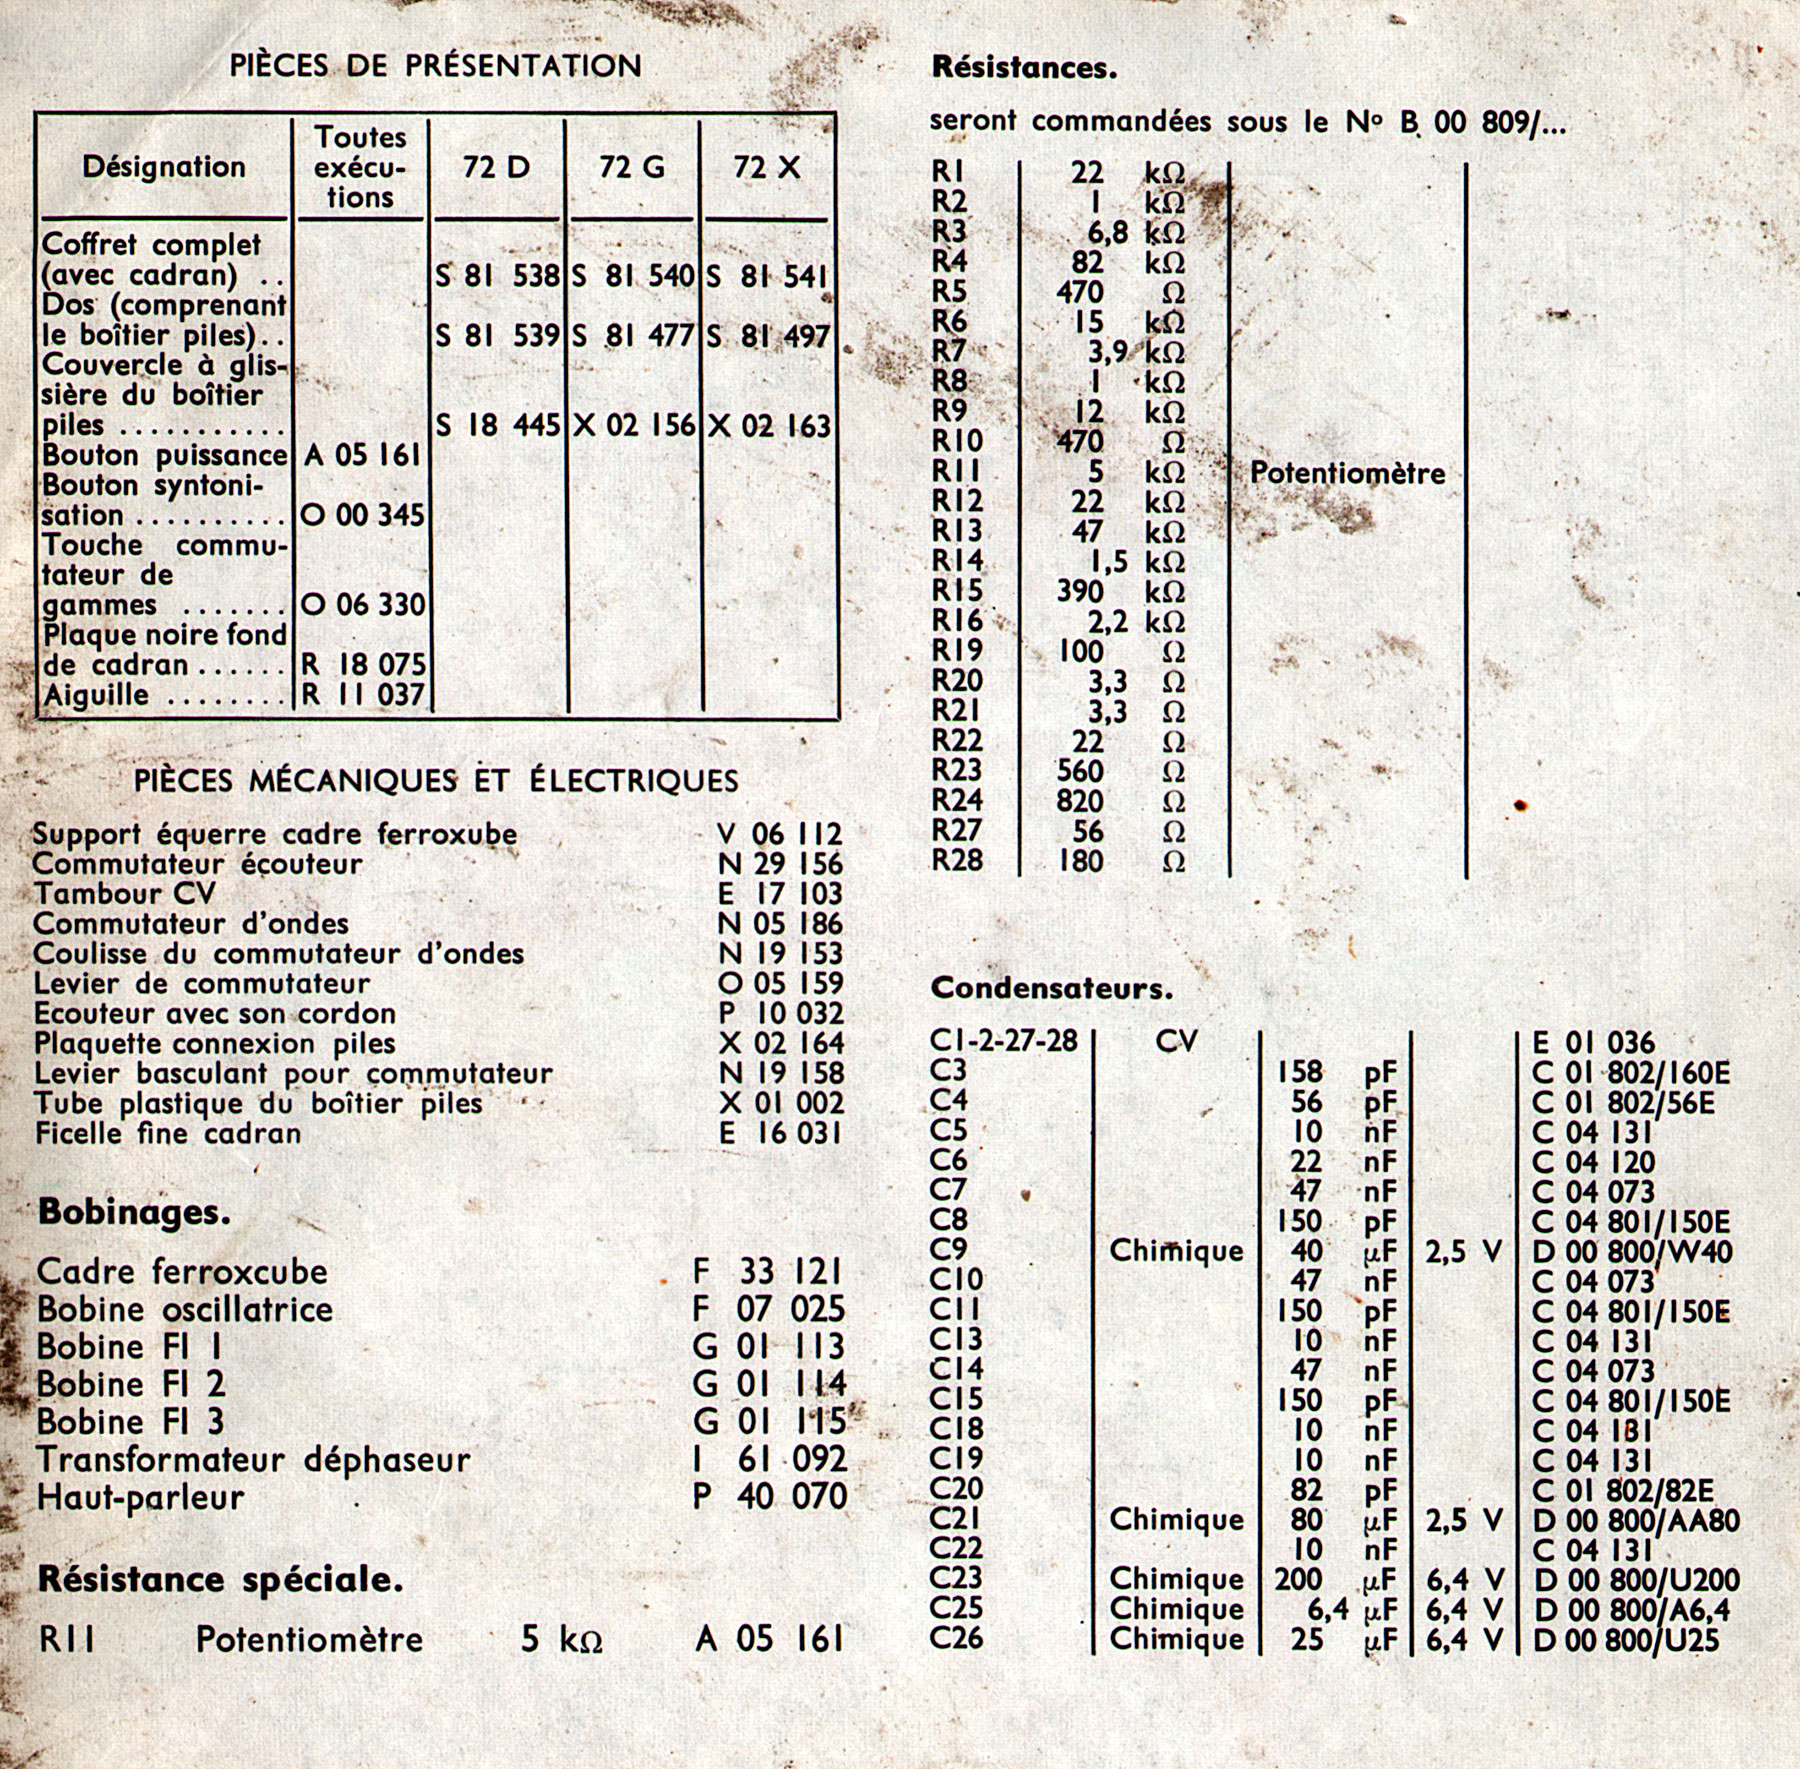 PIÈCES DE PRÉSENTATION
Désignation | Toutes exécu-tions | 72 D | 72 G | 72 X
Coffret complet
(avec cadran) .. S 81 538 S 81 540 S 81 541
Dos (comprenant
le boîtier piles).. S 81 539 S 81 477 S 81 497
Couvercle à glis-
sière du boîtier
piles ........... S 18 445 X 02 156 X 02 163
Bouton puissance A 05 161
Bouton syntoni-
sation .......... O 00 345
Touche commu-
tateur de
gammes ....... O 06 330
Plaque noire fond
de cadran ...... R 18 075
Aiguille ........ R 11 037
PIÈCES MÉCANIQUES ET ÉLECTRIQUES
Support équerre cadre ferroxube V 06 112
Commutateur écouteur N 29 156
Tambour CV E 17 103
Commutateur d'ondes N 05 186
Coulisse du commutateur d'ondes N 19 153
Levier de commutateur O 05 159
Ecouteur avec son cordon P 10 032
Plaquette connexion piles X 02 164
Levier basculant pour commutateur N 19 158
Tube plastique du boîtier piles X 01 002
Ficelle fine cadran E 16 031
Bobinages.
Cadre ferroxcube F 33 121
Bobine oscillatrice F 07 025
Bobine FI 1 G 01 113
Bobine FI 2 G 01 114
Bobine FI 3 G 01 115
Transformateur déphaseur I 61 092
Haut-parleur P 40 070
Résistance spéciale.
R11 Potentiomètre 5 kΩ A 05 161
Résistances.
seront commandées sous le Nº B 00 809/...
R1 22 kΩ
R2 1 kΩ
R3 6,8 kΩ
R4 82 kΩ
R5 470 Ω
R6 15 kΩ
R7 3,9 kΩ
R8 1 kΩ
R9 12 kΩ
R10 470 Ω
R11 5 kΩ Potentiomètre
R12 22 kΩ
R13 47 kΩ
R14 1,5 kΩ
R15 390 kΩ
R16 2,2 kΩ
R19 100 Ω
R20 3,3 Ω
R21 3,3 Ω
R22 22 Ω
R23 560 Ω
R24 820 Ω
R27 56 Ω
R28 180 Ω
Condensateurs.
C1-2-27-28 CV E 01 036
C3 158 pF C 01 802/160E
C4 56 pF C 01 802/56E
C5 10 nF C 04 131
C6 22 nF C 04 120
C7 47 nF C 04 073
C8 150 pF C 04 801/150E
C9 Chimique 40 µF 2,5 V D 00 800/W40
C10 47 nF C 04 073
C11 150 pF C 04 801/150E
C13 10 nF C 04 131
C14 47 nF C 04 073
C15 150 pF C 04 801/150E
C18 10 nF C 04 131
C19 10 nF C 04 131
C20 82 pF C 01 802/82E
C21 Chimique 80 µF 2,5 V D 00 800/AA80
C22 10 nF C 04 131
C23 Chimique 200 µF 6,4 V D 00 800/U200
C25 Chimique 6,4 µF 6,4 V D 00 800/A6,4
C26 Chimique 25 µF 6,4 V D 00 800/U25